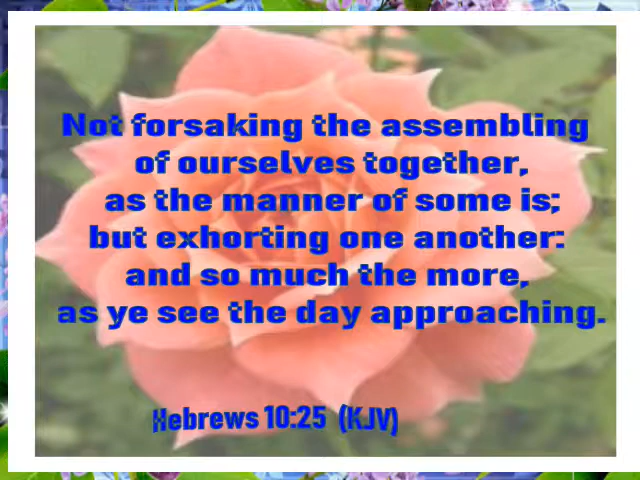 Not forsaking the assembling
of ourselves together,
as the manner of some is;
but exhorting one another:
and so much the more,
as ye see the day approaching.
Hebrews 10:25 (KJV)